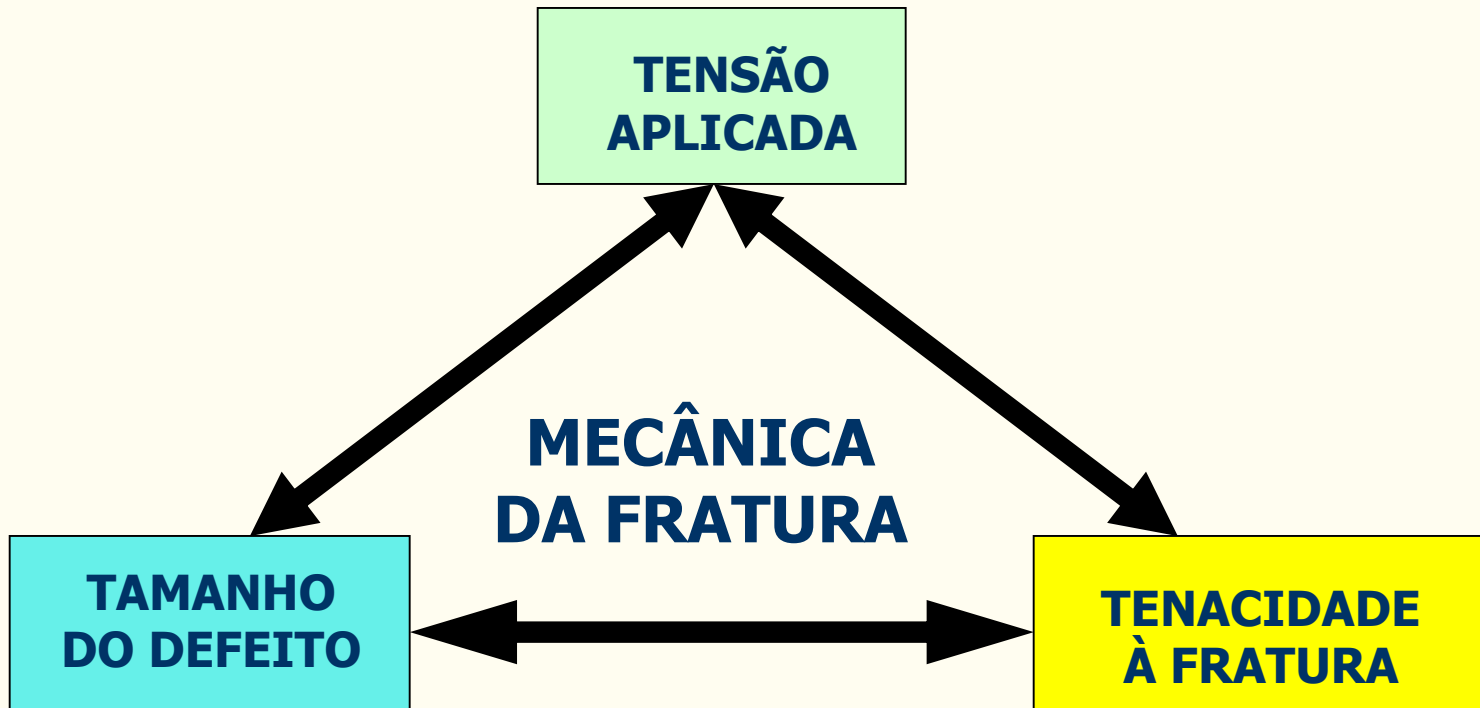 TENSÃO
APLICADA
MECÂNICA
DA FRATURA
TAMANHO
DO DEFEITO
TENACIDADE
À FRATURA